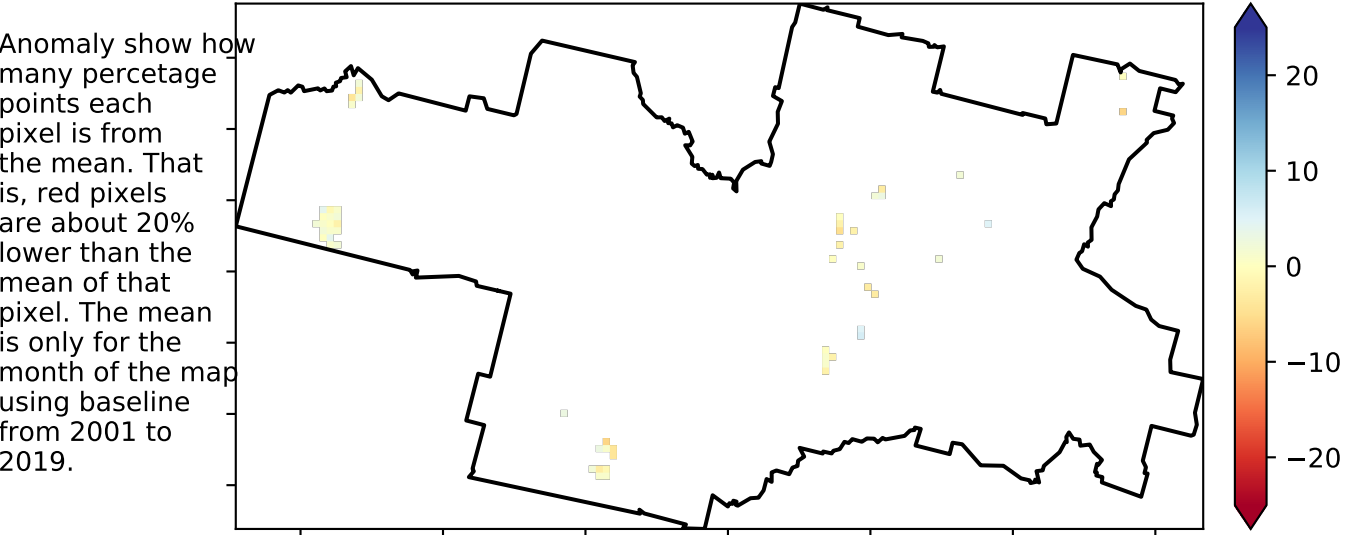 Anomaly show how
many percetage
points each
pixel is from
the mean. That
is, red pixels
are about 20%
lower than the
mean of that
pixel. The mean
is only for the
month of the map
using baseline
from 2001 to
2019.
20
10
0
−10
−20